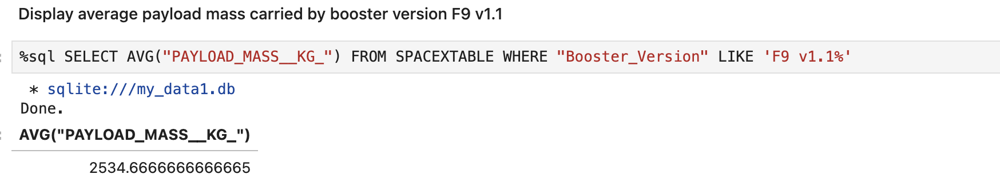 Display average payload mass carried by booster version F9 v1.1
%sql SELECT AVG("PAYLOAD_MASS__KG_") FROM SPACEXTABLE WHERE "Booster_Version" LIKE 'F9 v1.1%'
* sqlite:///my_data1.db
Done.
AVG("PAYLOAD_MASS__KG_")
2534.6666666666665